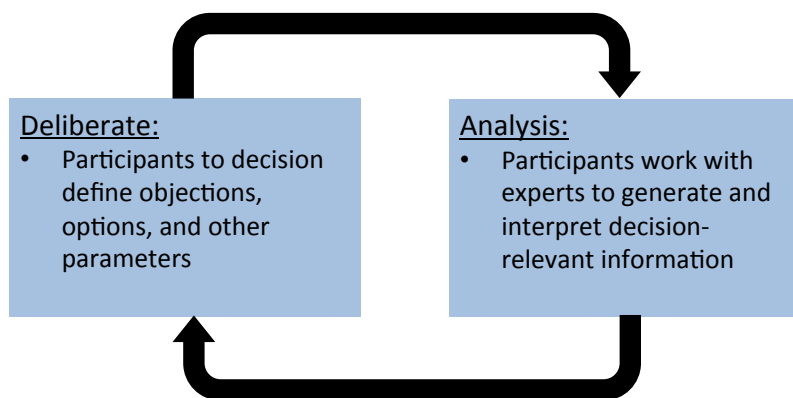 Deliberate:
• Participants to decision
define objections,
options, and other
parameters
Analysis:
• Participants work with
experts to generate and
interpret decision-
relevant information